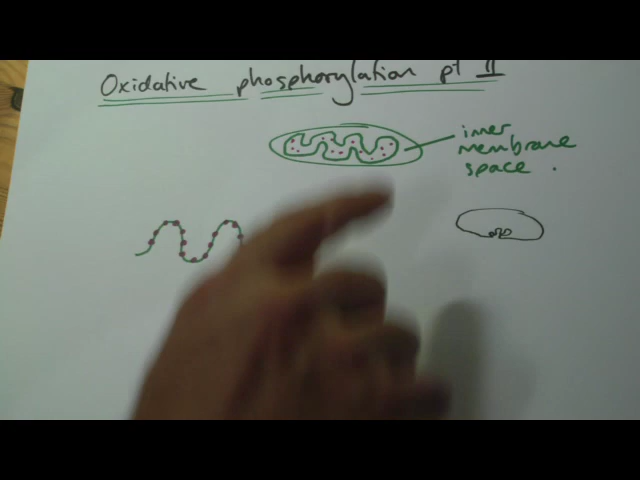 Oxidative phosphorylation pt II
inner
membrane
space.